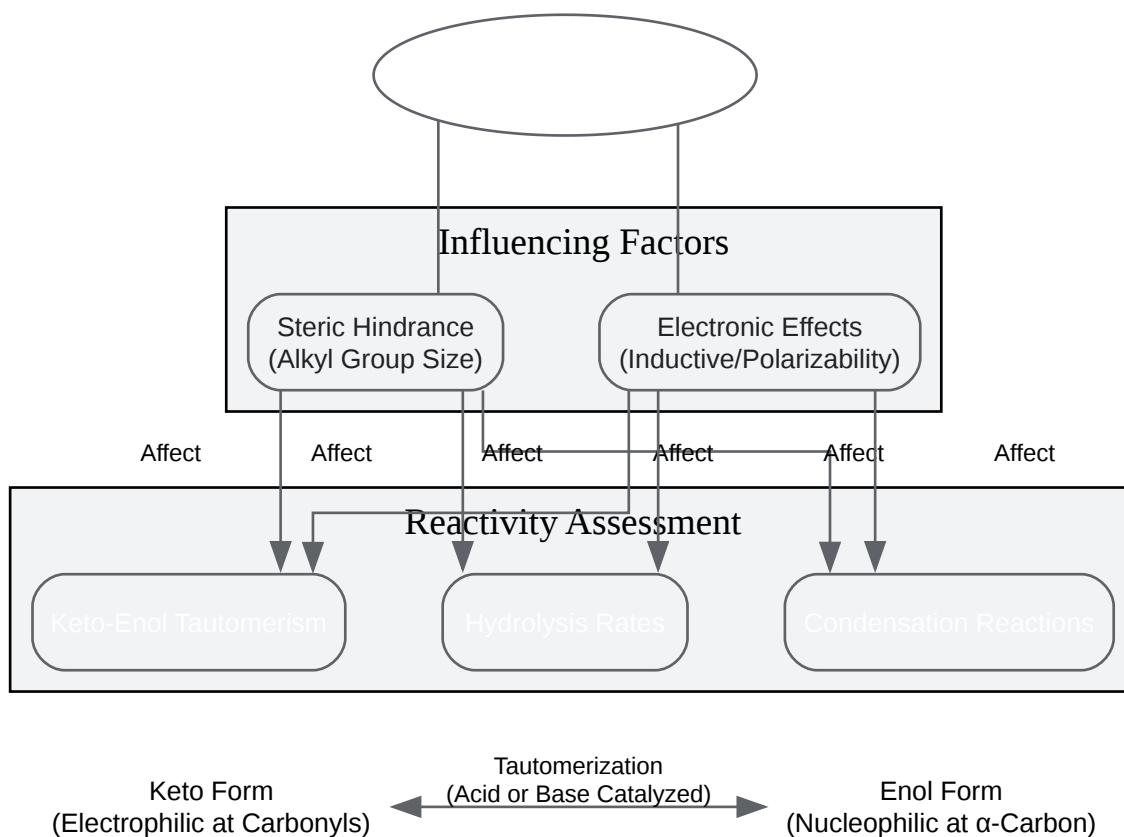 Influencing Factors
Steric Hindrance
(Alkyl Group Size)
Electronic Effects
(Inductive/Polarizability)
Affect
Affect
Affect
Affect
Affect
Affect
Reactivity Assessment
Keto-Enol Tautomerism
Hydrolysis Rates
Condensation Reactions
Tautomerization
(Acid or Base Catalyzed)
Keto Form
(Electrophilic at Carbonyls)
Enol Form
(Nucleophilic at α-Carbon)